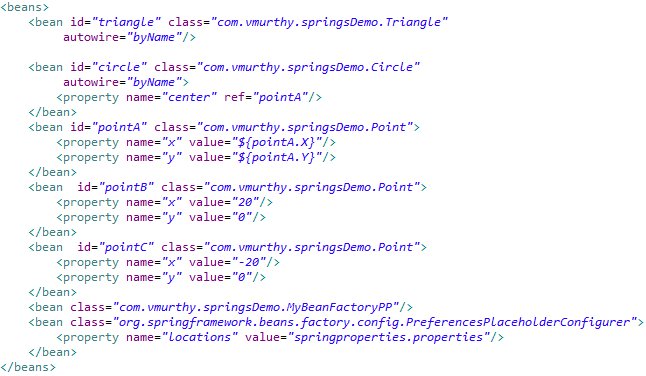 <beans>
    <bean id="triangle" class="com.vmurthy.springsDemo.Triangle"
         autowire="byName"/>

    <bean id="circle" class="com.vmurthy.springsDemo.Circle"
         autowire="byName">
        <property name="center" ref="pointA"/>
    </bean>
    <bean id="pointA" class="com.vmurthy.springsDemo.Point">
        <property name="x" value="${pointA.X}"/>
        <property name="y" value="${pointA.Y}"/>
    </bean>
    <bean  id="pointB" class="com.vmurthy.springsDemo.Point">
        <property name="x" value="20"/>
        <property name="y" value="0"/>
    </bean>
    <bean  id="pointC" class="com.vmurthy.springsDemo.Point">
        <property name="x" value="-20"/>
        <property name="y" value="0"/>
    </bean>
    <bean class="com.vmurthy.springsDemo.MyBeanFactoryPP"/>
    <bean class="org.springframework.beans.factory.config.PreferencesPlaceholderConfigurer">
        <property name="locations" value="springproperties.properties"/>
    </bean>
</beans>